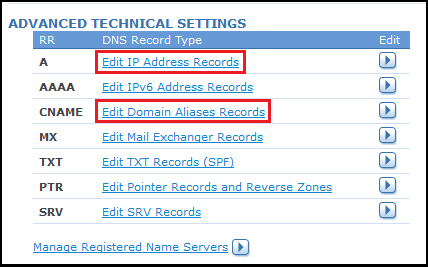 ADVANCED TECHNICAL SETTINGS
RR DNS Record Type Edit
A Edit IP Address Records
AAAA Edit IPv6 Address Records
CNAME Edit Domain Aliases Records
MX Edit Mail Exchanger Records
TXT Edit TXT Records (SPF)
PTR Edit Pointer Records and Reverse Zones
SRV Edit SRV Records
Manage Registered Name Servers